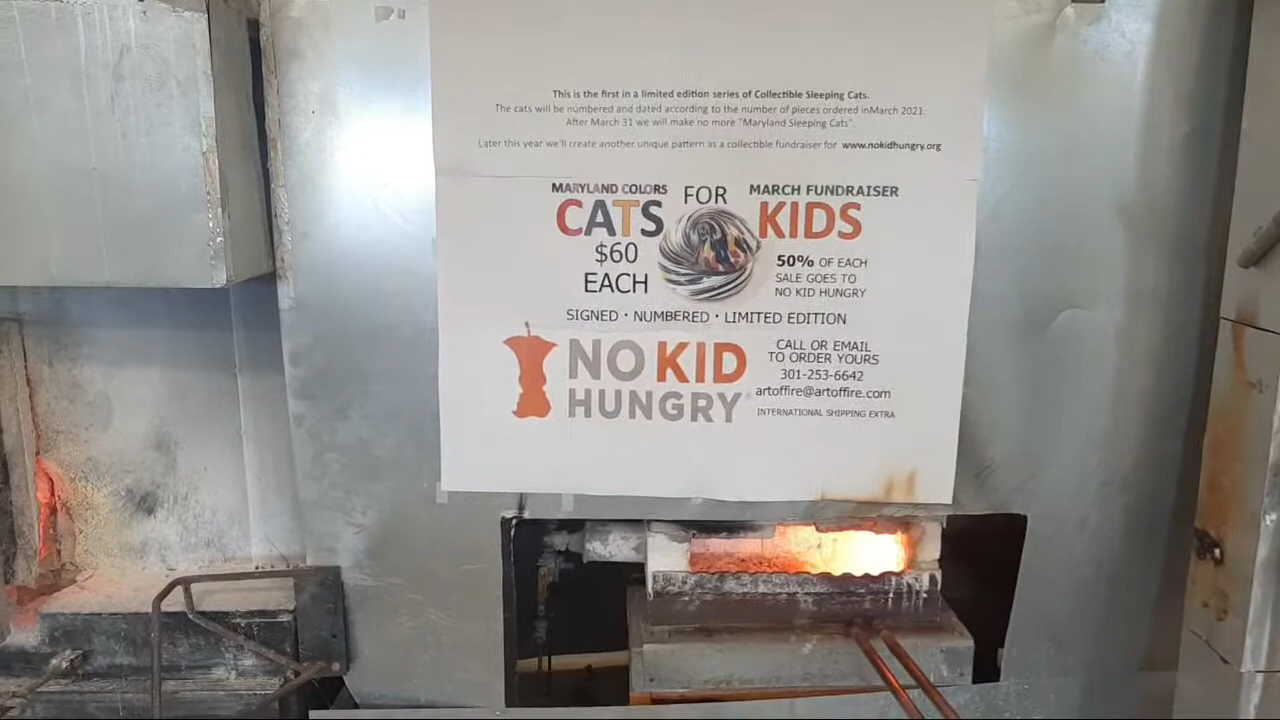 This is the first in a limited edition series of Collectible Sleeping Cats.
The cats will be numbered and dated according to the number of pieces ordered inMarch 2021.
After March 31 we will make no more "Maryland Sleeping Cats"
Later this year we'll create another unique pattern as a collectible fundraiser for www.nokidhungry.org
MARYLAND COLORS FOR MARCH FUNDRAISER
CATS KIDS
$60
EACH
50% OF EACH
SALE GOES TO
NO KID HUNGRY
SIGNED • NUMBERED • LIMITED EDITION
NO KID
HUNGRY
CALL OR EMAIL
TO ORDER YOURS
301-253-6642
artoffire@artoffire.com
INTERNATIONAL SHIPPING EXTRA